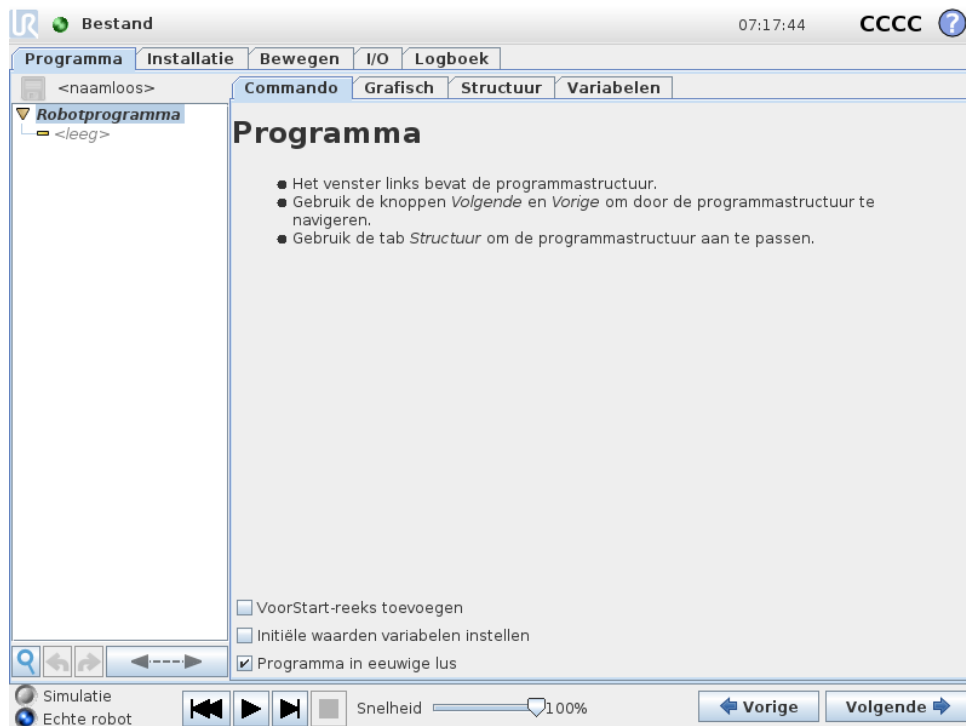 UR Bestand 07:17:44 CCCC ?
Programma Installatie Bewegen I/O Logboek
<naamloos>
Commando Grafisch Structuur Variabelen
Robotprogramma
<leeg>
Programma
Het venster links bevat de programmastructuur.
Gebruik de knoppen Volgende en Vorige om door de programmastructuur te
navigeren.
Gebruik de tab Structuur om de programmastructuur aan te passen.
VoorStart-reeks toevoegen
Initiële waarden variabelen instellen
Programma in eeuwige lus
Simulatie
Echte robot
Snelheid 100%
Vorige Volgende